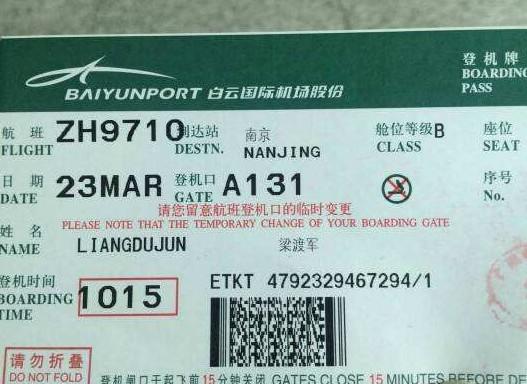 登机牌
BOARDING
PASS
BAIYUNPORT 白云国际机场股份
航班 ZH9710 到达站 南京 舱位等级 B 座位
FLIGHT DESTN. NANJING CLASS SEAT
日期 23MAR 登机口 A131 序号
DATE GATE No.
请您留意航班登机口的临时变更
PLEASE NOTE THAT THE TEMPORARY CHANGE OF YOUR BOARDING GATE
姓名 LIANGDUJUN 梁渡军
NAME
登机时间 1015 ETKT 4792329467294/1
BOARDING
TIME
请勿折叠
DO NOT FOLD
登机闸口于起飞前15分钟关闭 GATES CLOSE 15 MINUTES BEFORE DE